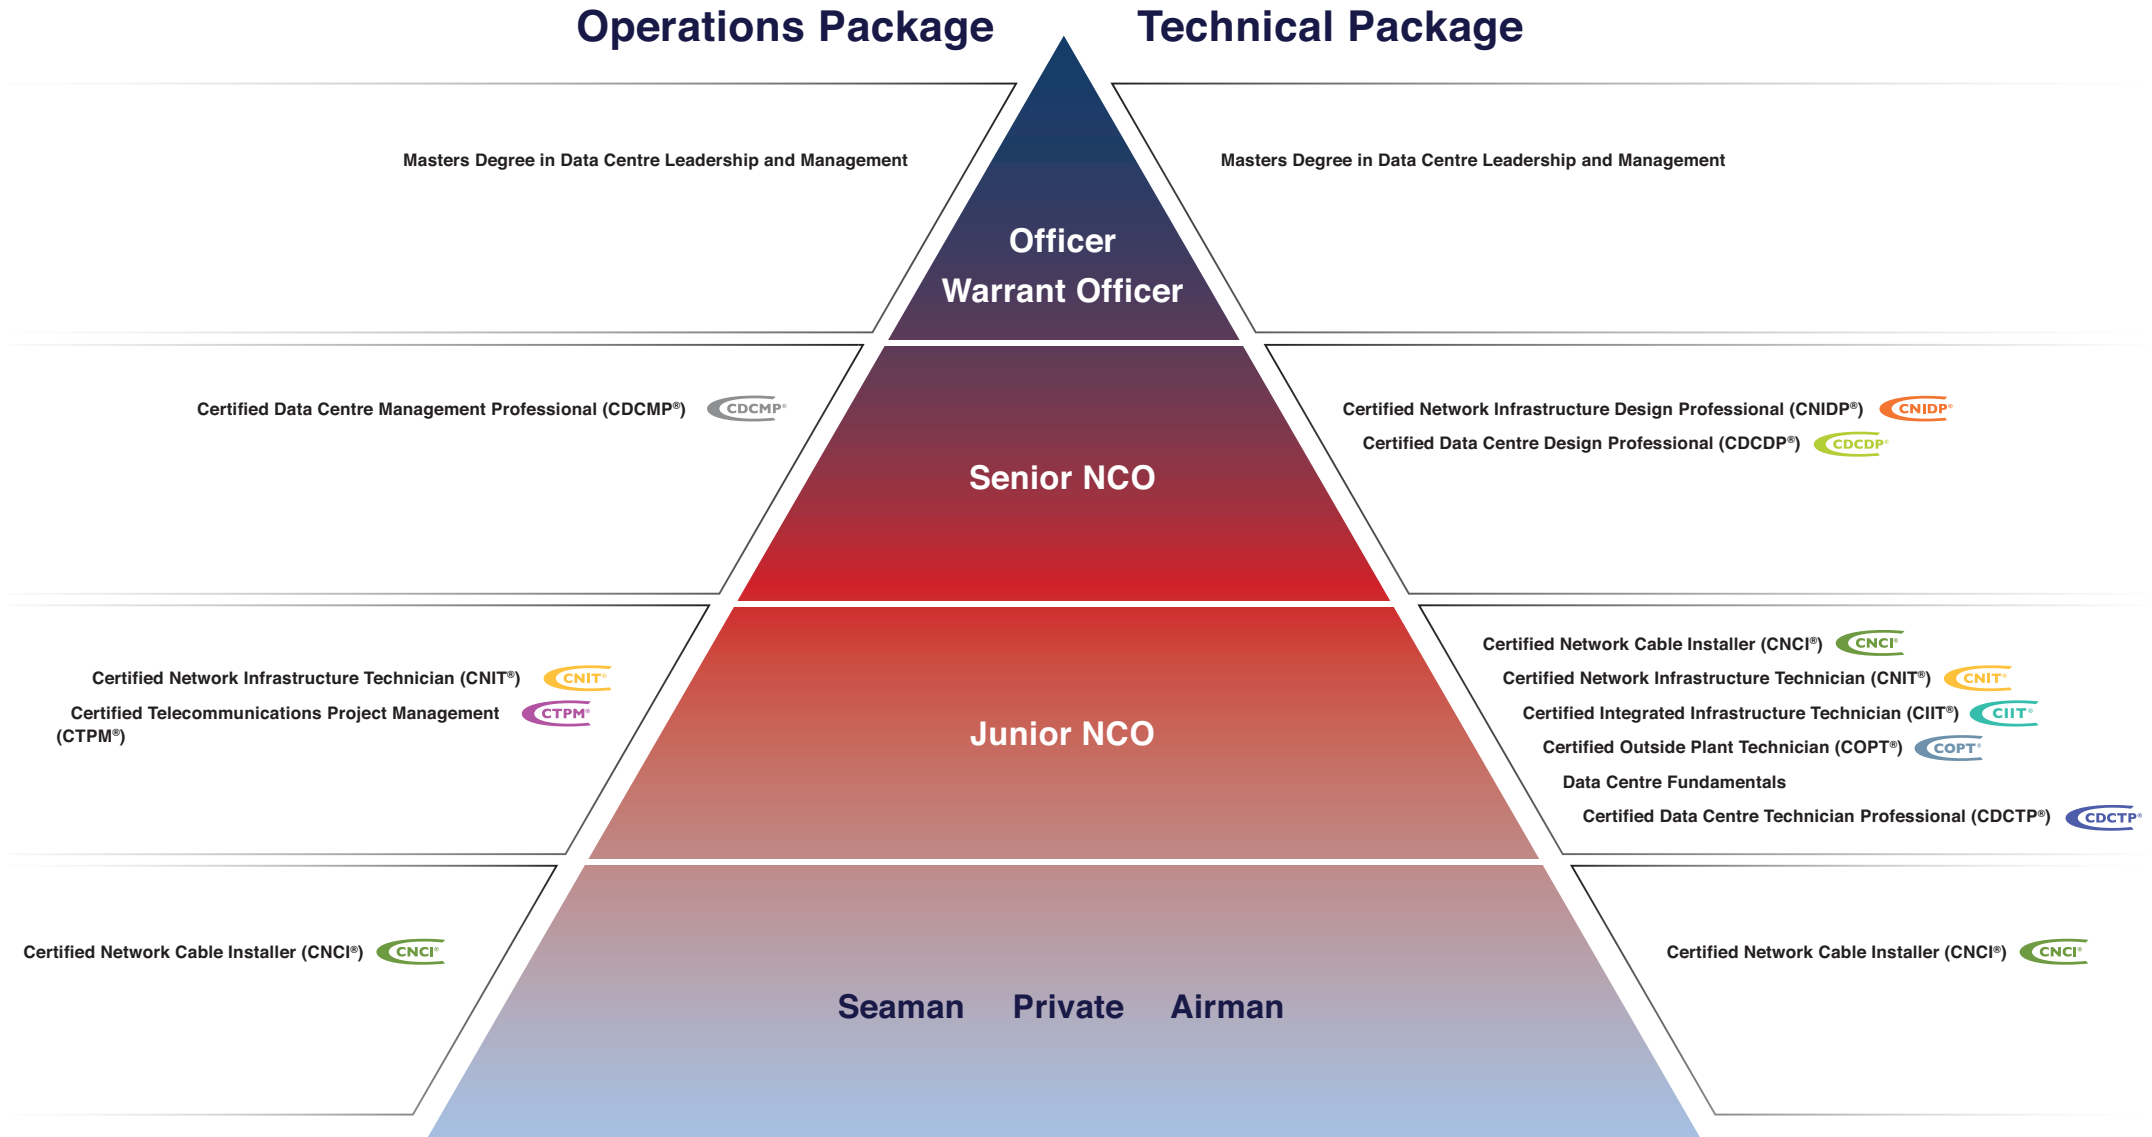 Operations Package
Technical Package
Masters Degree in Data Centre Leadership and Management
Masters Degree in Data Centre Leadership and Management
Officer
Warrant Officer
Certified Data Centre Management Professional (CDCMP®) CDCMP®
Certified Network Infrastructure Design Professional (CNIDP®) CNIDP®
Certified Data Centre Design Professional (CDCDP®) CDCDP®
Senior NCO
Certified Network Infrastructure Technician (CNIT®) CNIT®
Certified Telecommunications Project Management CTPM®
(CTPM®)
Junior NCO
Certified Network Cable Installer (CNCI®) CNCI®
Certified Network Infrastructure Technician (CNIT®) CNIT®
Certified Integrated Infrastructure Technician (CIIT®) CIIT®
Certified Outside Plant Technician (COPT®) COPT®
Data Centre Fundamentals
Certified Data Centre Technician Professional (CDCTP®) CDCTP®
Certified Network Cable Installer (CNCI®) CNCI®
Seaman Private Airman
Certified Network Cable Installer (CNCI®) CNCI®